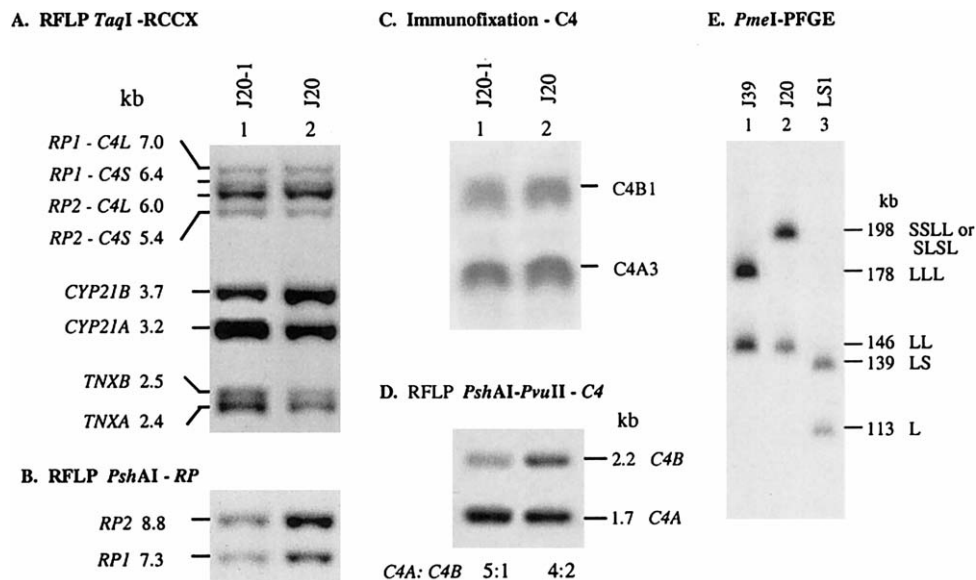 A. RFLP TaqI -RCCX
kb
J20-1
J20
1 2
RP1 - C4L 7.0
RP1 - C4S 6.4
RP2 - C4L 6.0
RP2 - C4S 5.4
CYP21B 3.7
CYP21A 3.2
TNXB 2.5
TNXA 2.4
B. RFLP PshAI - RP
RP2 8.8
RP1 7.3
C. Immunofixation - C4
J20-1
J20
1 2
C4B1
C4A3
D. RFLP PshAI-PvuII - C4
kb
2.2 C4B
1.7 C4A
C4A: C4B 5:1 4:2
E. PmeI-PFGE
J39
J20
LS1
1 2 3
kb
198 SSLL or
SLSL
178 LLL
146 LL
139 LS
113 L